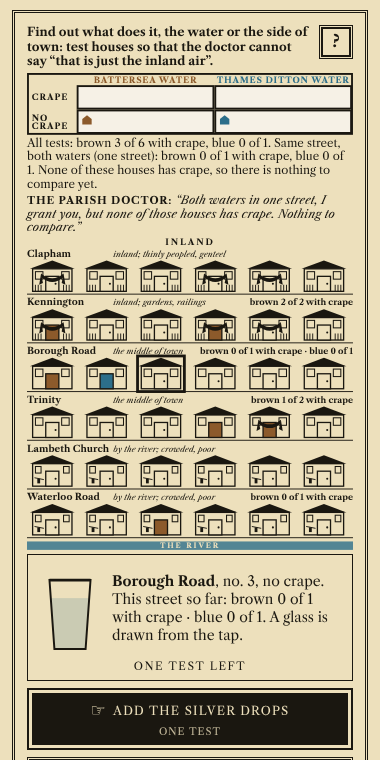 Find out what does it, the water or the side of
town: test houses so that the doctor cannot
say “that is just the inland air”.
?
BATTERSEA WATER THAMES DITTON WATER
CRAPE
NO
CRAPE
All tests: brown 3 of 6 with crape, blue 0 of 1. Same street,
both waters (one street): brown 0 of 1 with crape, blue 0 of
1. None of these houses has crape, so there is nothing to
compare yet.
THE PARISH DOCTOR: “Both waters in one street, I
grant you, but none of those houses has crape. Nothing to
compare.”
INLAND
Clapham inland; thinly peopled, genteel
Kennington inland; gardens, railings brown 2 of 2 with crape
Borough Road the middle of town brown 0 of 1 with crape · blue 0 of 1
Trinity the middle of town brown 1 of 2 with crape
Lambeth Church by the river; crowded, poor
Waterloo Road by the river; crowded, poor brown 0 of 1 with crape
THE RIVER
Borough Road, no. 3, no crape.
This street so far: brown 0 of 1
with crape · blue 0 of 1. A glass is
drawn from the tap.
ONE TEST LEFT
☞ ADD THE SILVER DROPS
ONE TEST